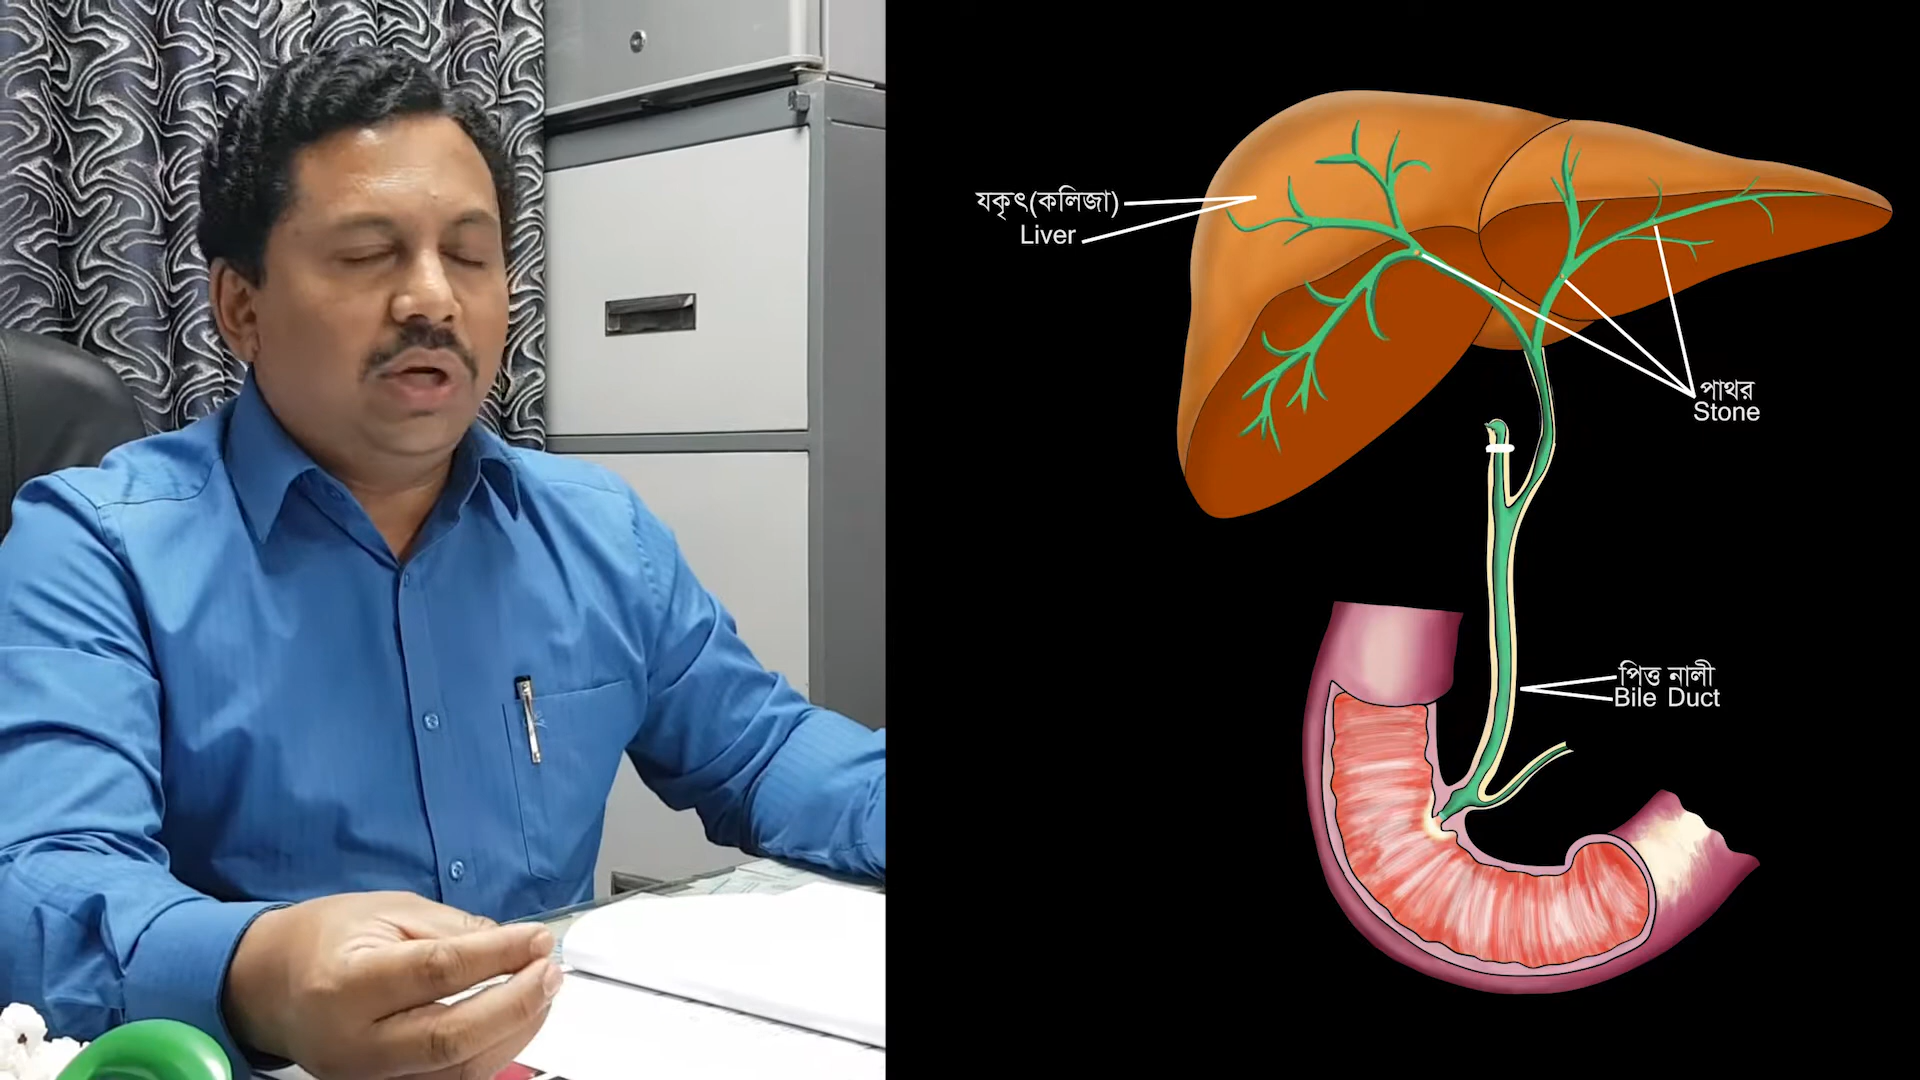 যকৃৎ(কলিজা)
Liver
পাথর
Stone
পিত্ত নালী
Bile Duct